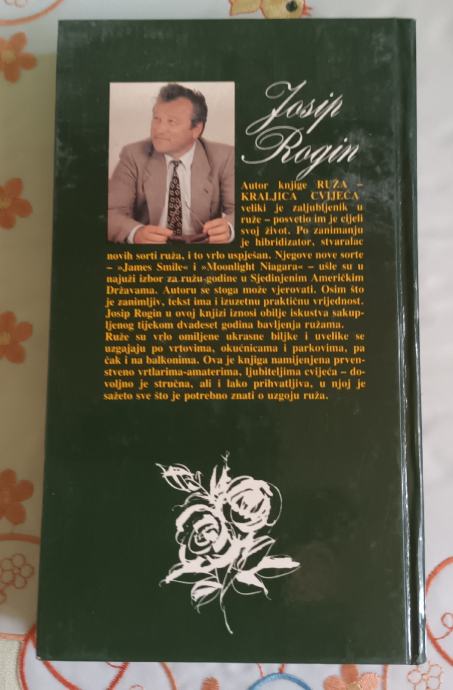 Josip
Rogin
Autor knjige RUŽA –
KRALJICA CVIJEĆA
veliki je zaljubljenik u
ruže – posvetio im je cijeli
svoj život. Po zanimanju
je hibridizator, stvaralac
novih sorti ruža, i to vrlo uspješan. Njegove nove sorte
– »James Smile« i »Moonlight Niagara« – ušle su u
najuži izbor za ružu-godine u Sjedinjenim Američkim
Državama. Autoru se stoga može vjerovati. Osim što
je zanimljiv, tekst ima i izuzetnu praktičnu vrijednost.
Josip Rogin u ovoj knjizi iznosi obilje iskustva sakup-
ljenog tijekom dvadeset godina bavljenja ružama.
Ruže su vrlo omiljene ukrasne biljke i uvelike se
uzgajaju po vrtovima, okućnicama i parkovima, pa
čak i na balkonima. Ova je knjiga namijenjena prven-
stveno vrtlarima-amaterima, ljubiteljima cvijeća – do-
voljno je stručna, ali i lako prihvatljiva, u njoj je
sažeto sve što je potrebno znati o uzgoju ruža.